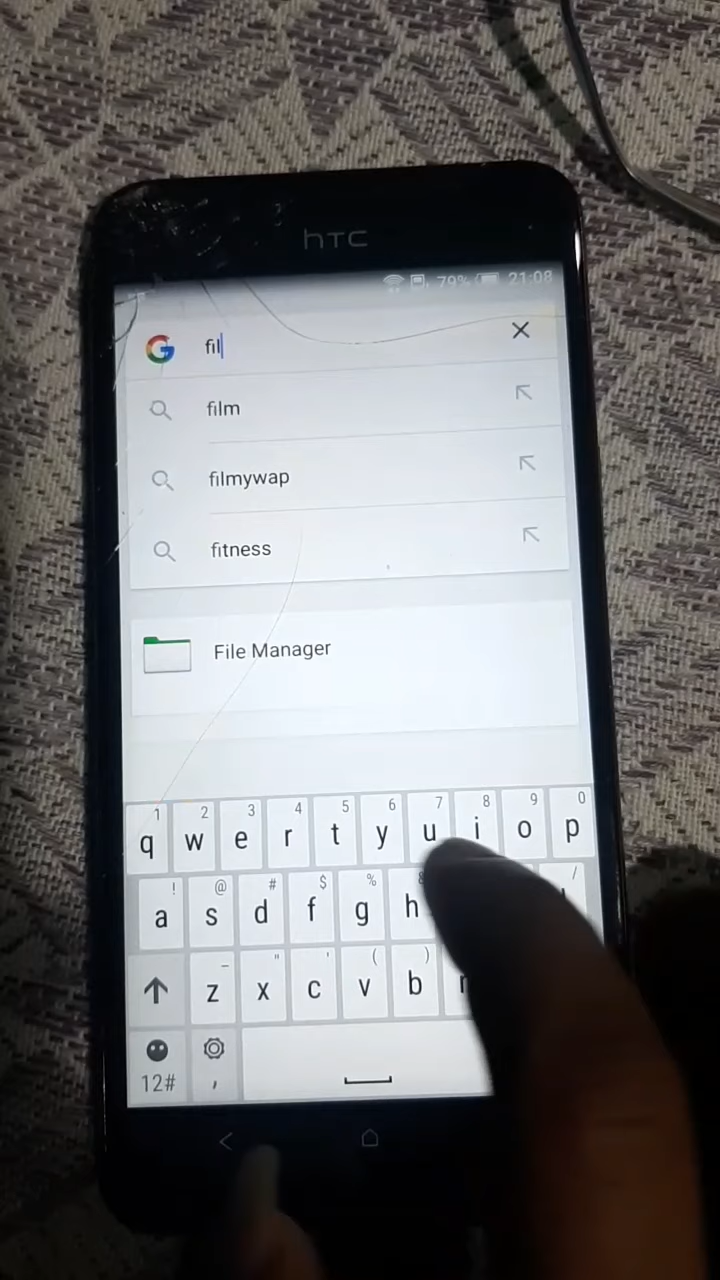 hTC
79% 21:08
fil
film
filmywap
fitness
File Manager
1 2 3 4 5 6 7 8 9 0
q w e r t y u i o p
! @ # $ % /
a s d f g h
_ " ' ( )
z x c v b
12# ,